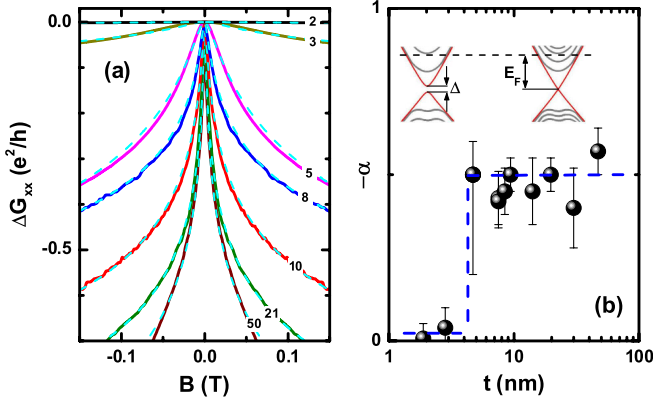 0.0
-0.5
ΔG_xx (e²/h)
(a)
2
3
5
8
10
21
50
-0.1
0.0
0.1
B (T)
-α
1
0
E_F
Δ
(b)
1
10
100
t (nm)